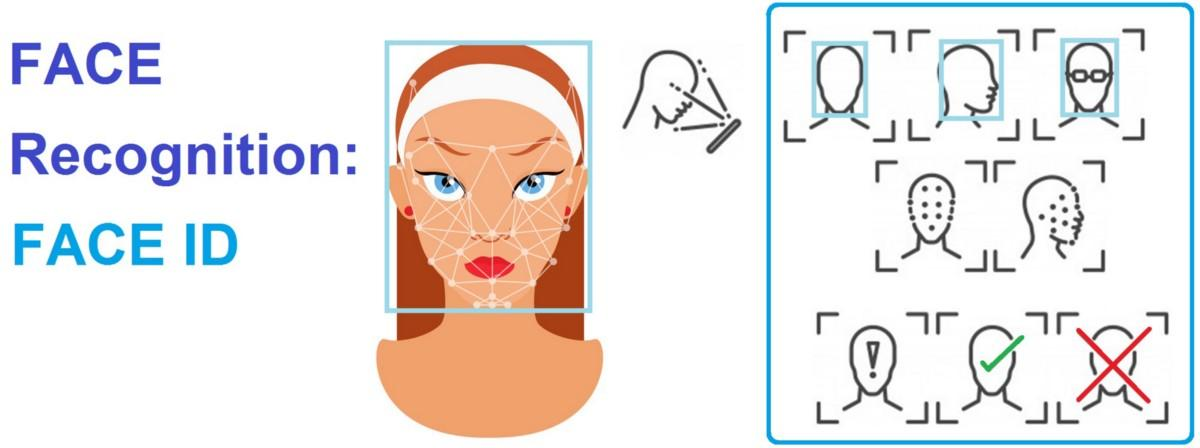 FACE
Recognition:
FACE ID